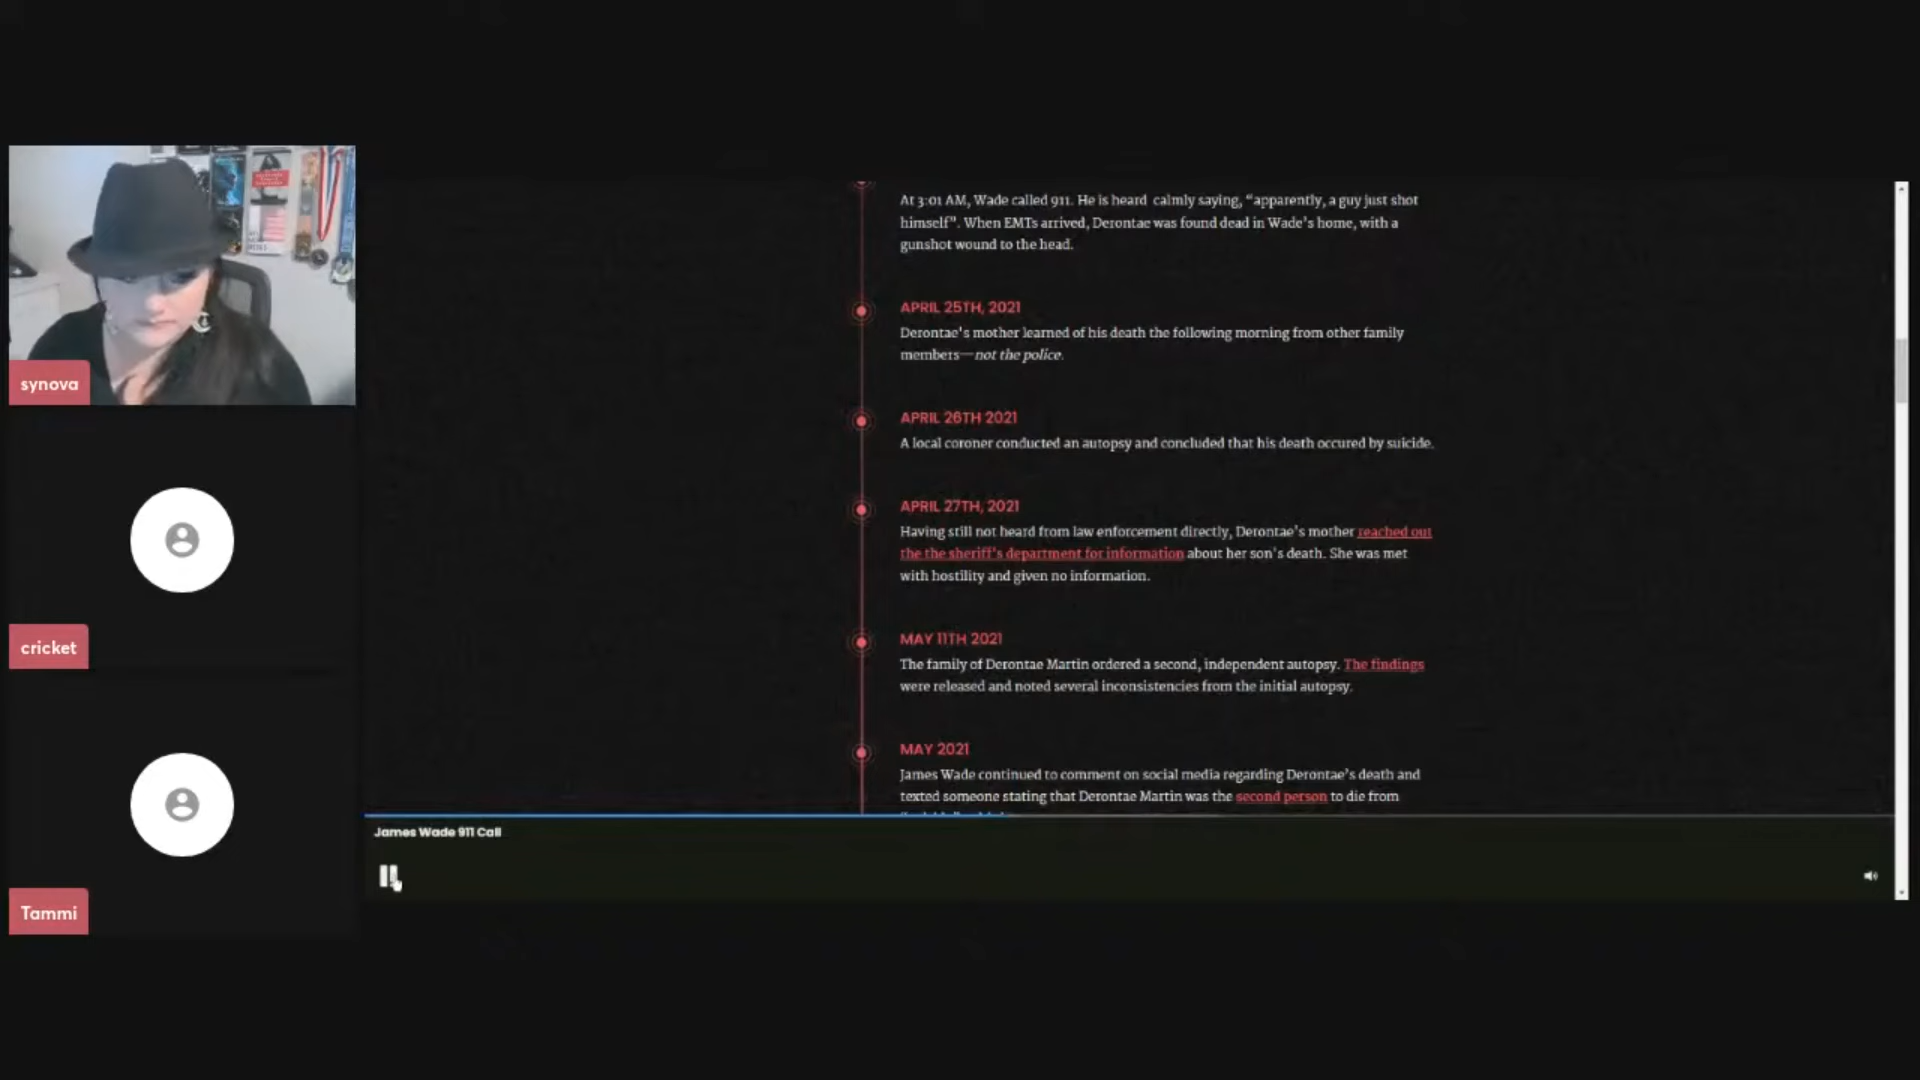 synova
cricket
Tammi
At 3:01 AM, Wade called 911. He is heard calmly saying, "apparently, a guy just shot
himself". When EMTs arrived, Derontae was found dead in Wade's home, with a
gunshot wound to the head.
APRIL 25TH, 2021
Derontae's mother learned of his death the following morning from other family
members—not the police.
APRIL 26TH 2021
A local coroner conducted an autopsy and concluded that his death occured by suicide.
APRIL 27TH, 2021
Having still not heard from law enforcement directly, Derontae's mother reached out
the the sheriff's department for information about her son's death. She was met
with hostility and given no information.
MAY 11TH 2021
The family of Derontae Martin ordered a second, independent autopsy. The findings
were released and noted several inconsistencies from the initial autopsy.
MAY 2021
James Wade continued to comment on social media regarding Derontae's death and
texted someone stating that Derontae Martin was the second person to die from
James Wade 911 Call